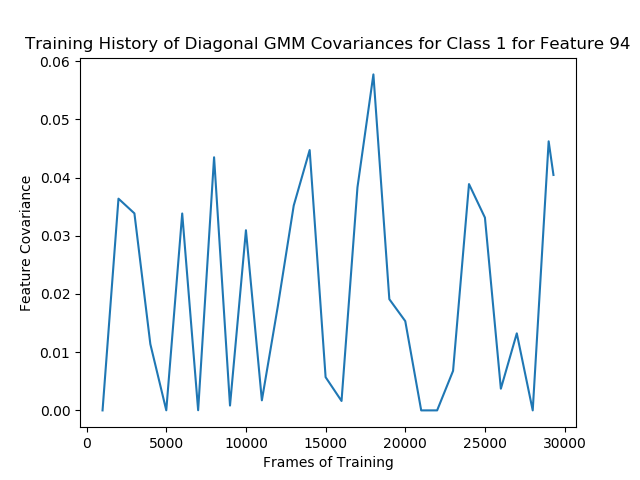 Training History of Diagonal GMM Covariances for Class 1 for Feature 94
0.06
0.05
0.04
0.03
0.02
0.01
0.00
Feature Covariance
0 5000 10000 15000 20000 25000 30000
Frames of Training